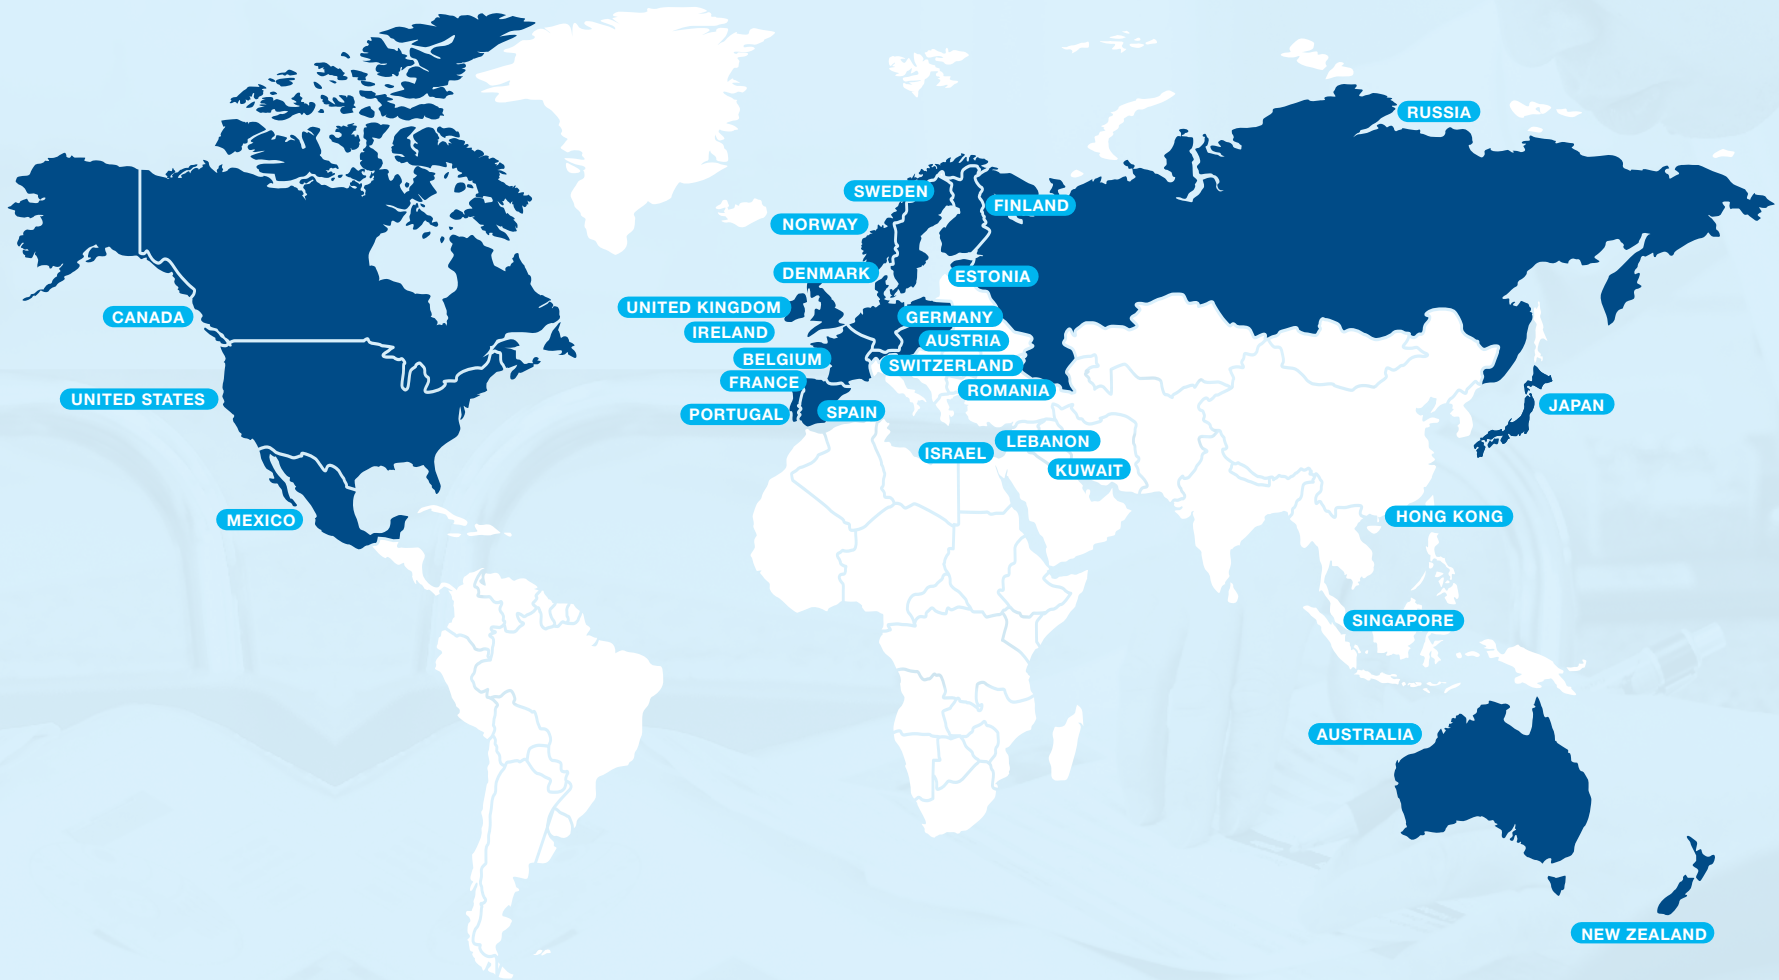 RUSSIA
SWEDEN
FINLAND
NORWAY
DENMARK
ESTONIA
UNITED KINGDOM
CANADA
GERMANY
IRELAND
AUSTRIA
BELGIUM
SWITZERLAND
FRANCE
ROMANIA
UNITED STATES
JAPAN
PORTUGAL
SPAIN
LEBANON
ISRAEL
KUWAIT
MEXICO
HONG KONG
SINGAPORE
AUSTRALIA
NEW ZEALAND